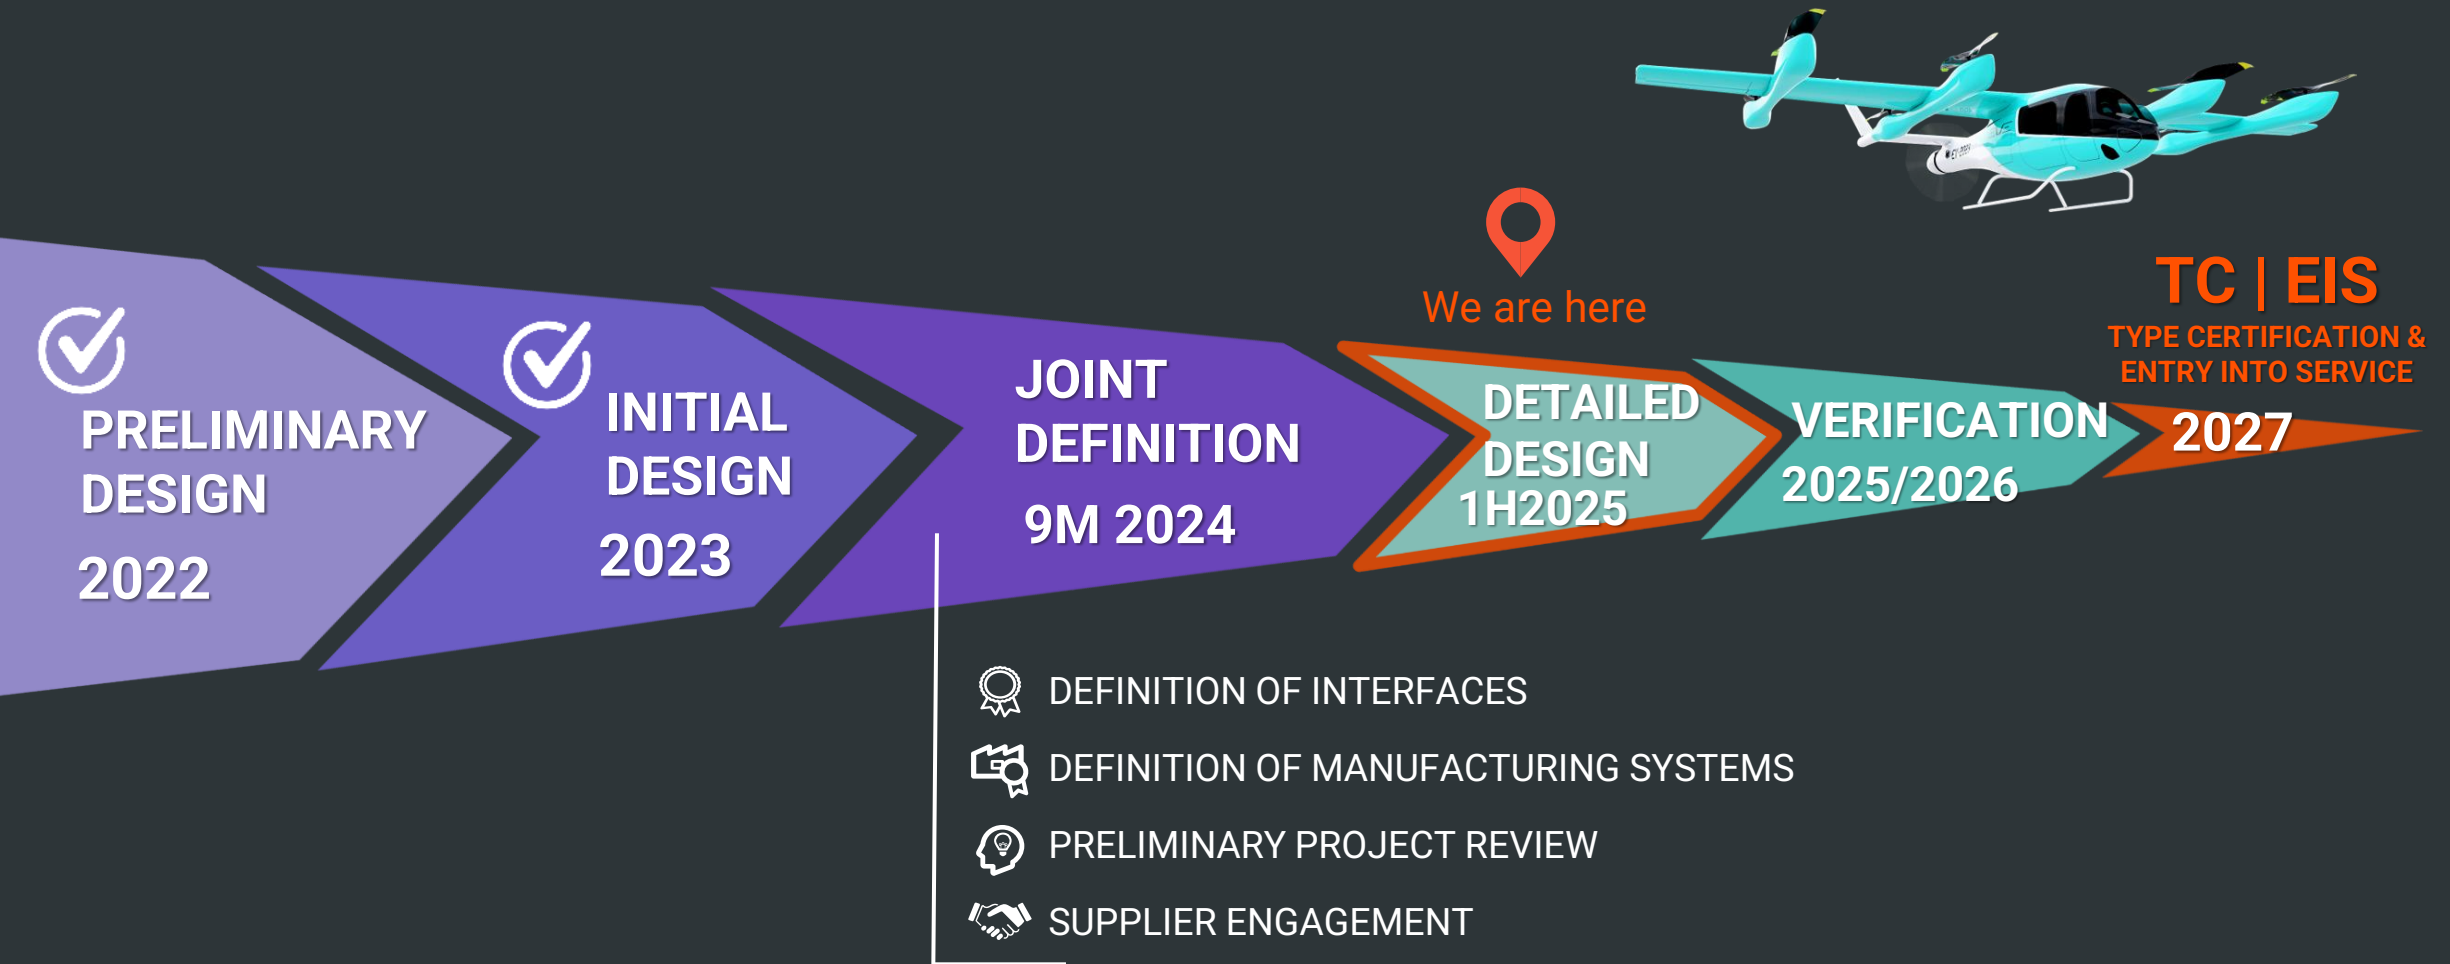 We are here
TC | EIS
TYPE CERTIFICATION &
ENTRY INTO SERVICE
2027
PRELIMINARY
DESIGN
2022
INITIAL
DESIGN
2023
JOINT
DEFINITION
9M 2024
DETAILED
DESIGN
1H2025
VERIFICATION
2025/2026
DEFINITION OF INTERFACES
DEFINITION OF MANUFACTURING SYSTEMS
PRELIMINARY PROJECT REVIEW
SUPPLIER ENGAGEMENT